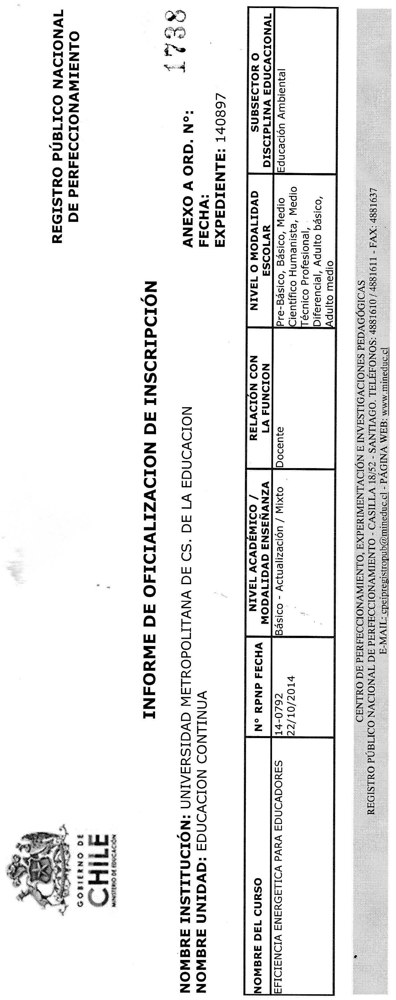 GOBIERNO DE
CHILE
MINISTERIO DE EDUCACIÓN
REGISTRO PÚBLICO NACIONAL
DE PERFECCIONAMIENTO
INFORME DE OFICIALIZACION DE INSCRIPCIÓN
NOMBRE INSTITUCIÓN: UNIVERSIDAD METROPOLITANA DE CS. DE LA EDUCACION
NOMBRE UNIDAD: EDUCACION CONTINUA
ANEXO A ORD. N°: 1738
FECHA:
EXPEDIENTE: 140897
NOMBRE DEL CURSO
N° RPNP FECHA
NIVEL ACADÉMICO /
MODALIDAD ENSEÑANZA
RELACIÓN CON
LA FUNCION
NIVEL O MODALIDAD
ESCOLAR
SUBSECTOR O
DISCIPLINA EDUCACIONAL
EFICIENCIA ENERGETICA PARA EDUCADORES
14-0792
22/10/2014
Básico - Actualización / Mixto
Docente
Pre-Básico, Básico, Medio
Científico Humanista, Medio
Técnico Profesional,
Diferencial, Adulto básico,
Adulto medio
Educación Ambiental
CENTRO DE PERFECCIONAMIENTO, EXPERIMENTACIÓN E INVESTIGACIONES PEDAGÓGICAS
REGISTRO PÚBLICO NACIONAL DE PERFECCIONAMIENTO - CASILLA 18/52 - SANTIAGO. TELÉFONOS: 4881610 / 4881611 - FAX: 4881637
E-MAIL: cpeipregistropub@mineduc.cl - PÁGINA WEB: www.mineduc.cl